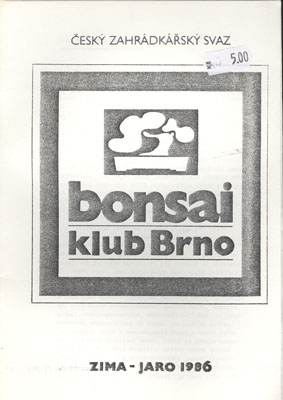 ČESKÝ ZAHRÁDKÁŘSKÝ SVAZ
5.00
bonsai
klub Brno
ZIMA - JARO 1986